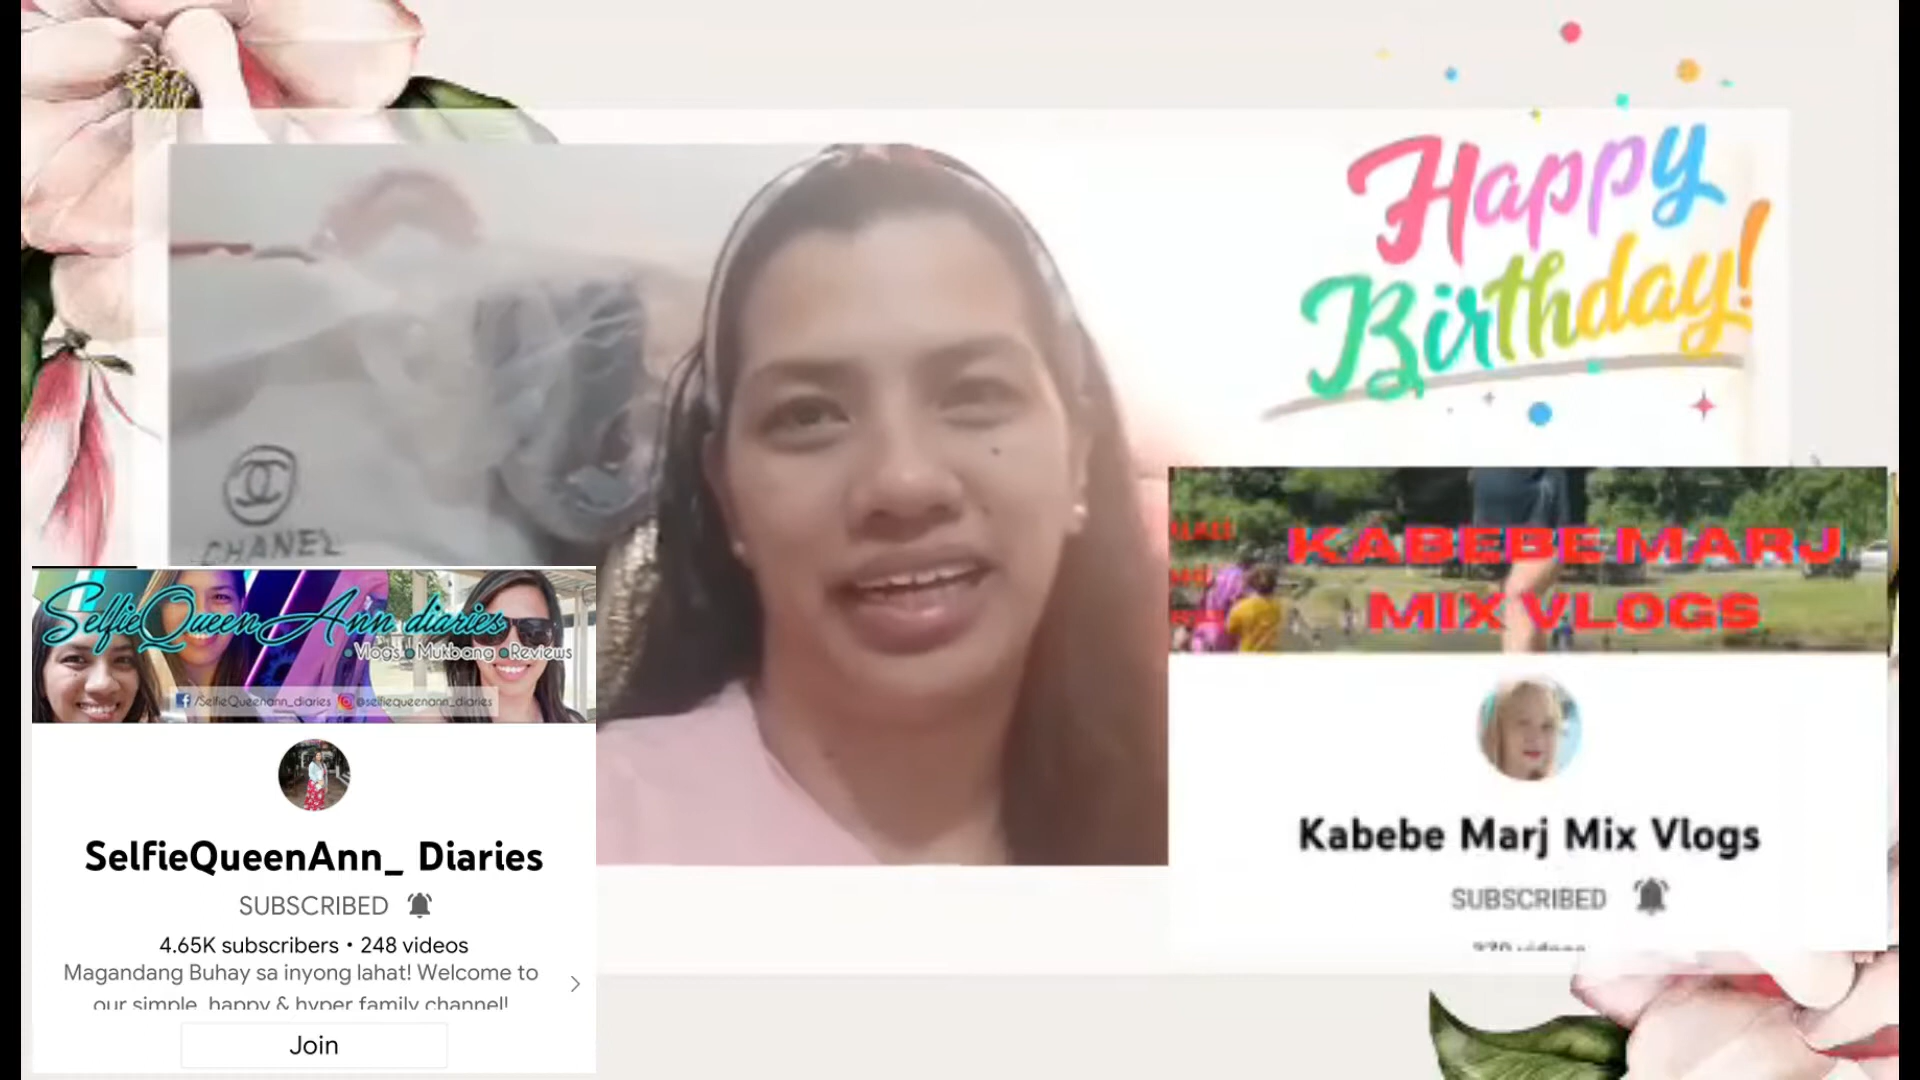 Happy
Birthday!
CHANEL
KABEBE MARJ
MIX VLOGS
SelfieQueenAnn diaries
•Vlogs •Mukbang •Reviews
/SelfieQueenann_diaries @selfiequeenann_diaries
Kabebe Marj Mix Vlogs
SUBSCRIBED
SelfieQueenAnn_ Diaries
SUBSCRIBED
4.65K subscribers • 248 videos
Magandang Buhay sa inyong lahat! Welcome to
our simple, happy & hyper family channel!
Join